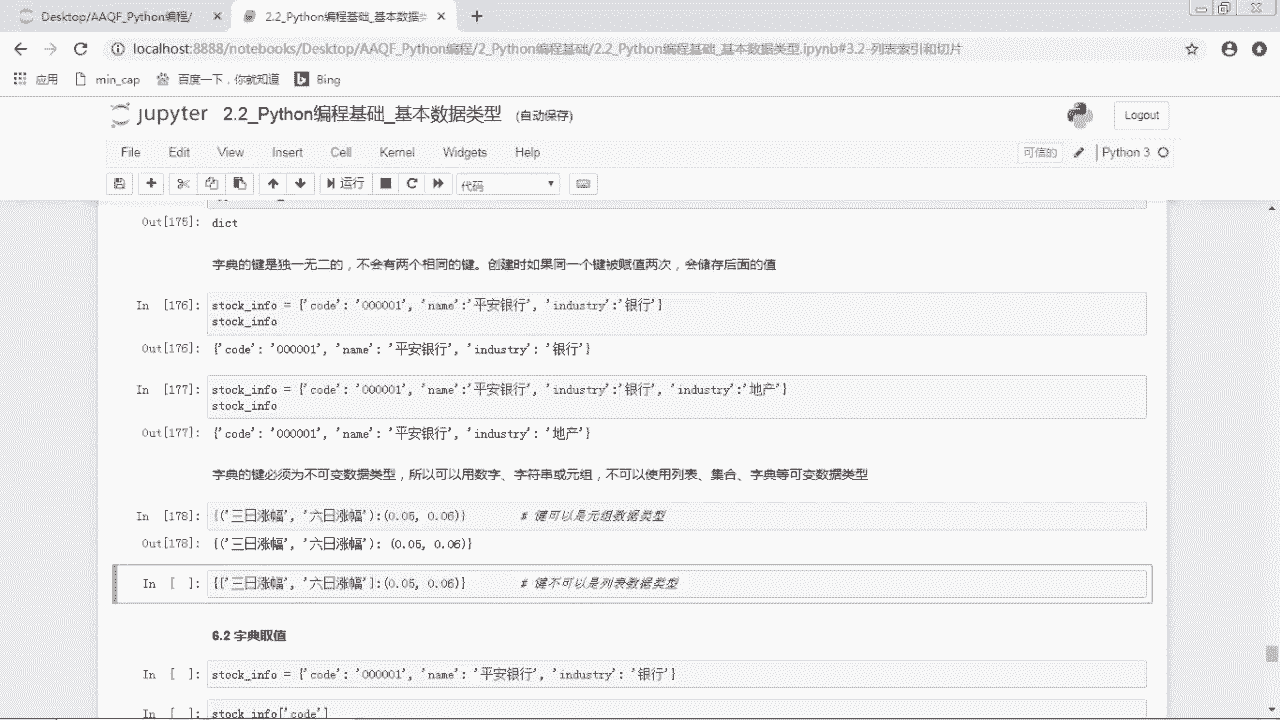 Desktop/AAQF_Python编程/
2.2_Python编程基础_基本数据
localhost:8888/notebooks/Desktop/AAQF_Python编程/2_Python编程基础/2.2_Python编程基础_基本数据类型.ipynb#3.2-列表索引和切片
应用 min_cap 百度一下，你就知道 Bing
jupyter 2.2_Python编程基础_基本数据类型 (自动保存)
Logout
File Edit View Insert Cell Kernel Widgets Help
可信的 Python 3
运行 代码
Out[175]: dict
字典的键是独一无二的，不会有两个相同的键。创建时如果同一个键被赋值两次，会储存后面的值
In [176]: stock_info = {'code': '000001', 'name':'平安银行', 'industry':'银行'}
stock_info
Out[176]: {'code': '000001', 'name': '平安银行', 'industry': '银行'}
In [177]: stock_info = {'code': '000001', 'name':'平安银行', 'industry':'银行', 'industry':'地产'}
stock_info
Out[177]: {'code': '000001', 'name': '平安银行', 'industry': '地产'}
字典的键必须为不可变数据类型，所以可以用数字、字符串或元组，不可以使用列表、集合、字典等可变数据类型
In [178]: {('三日涨幅', '六日涨幅'):(0.05, 0.06)} # 键可以是元组数据类型
Out[178]: {('三日涨幅', '六日涨幅'): (0.05, 0.06)}
In [ ]: {['三日涨幅', '六日涨幅']:(0.05, 0.06)} # 键不可以是列表数据类型
6.2 字典取值
In [ ]: stock_info = {'code': '000001', 'name': '平安银行', 'industry': '银行'}
In [ ]: stock_info['code']